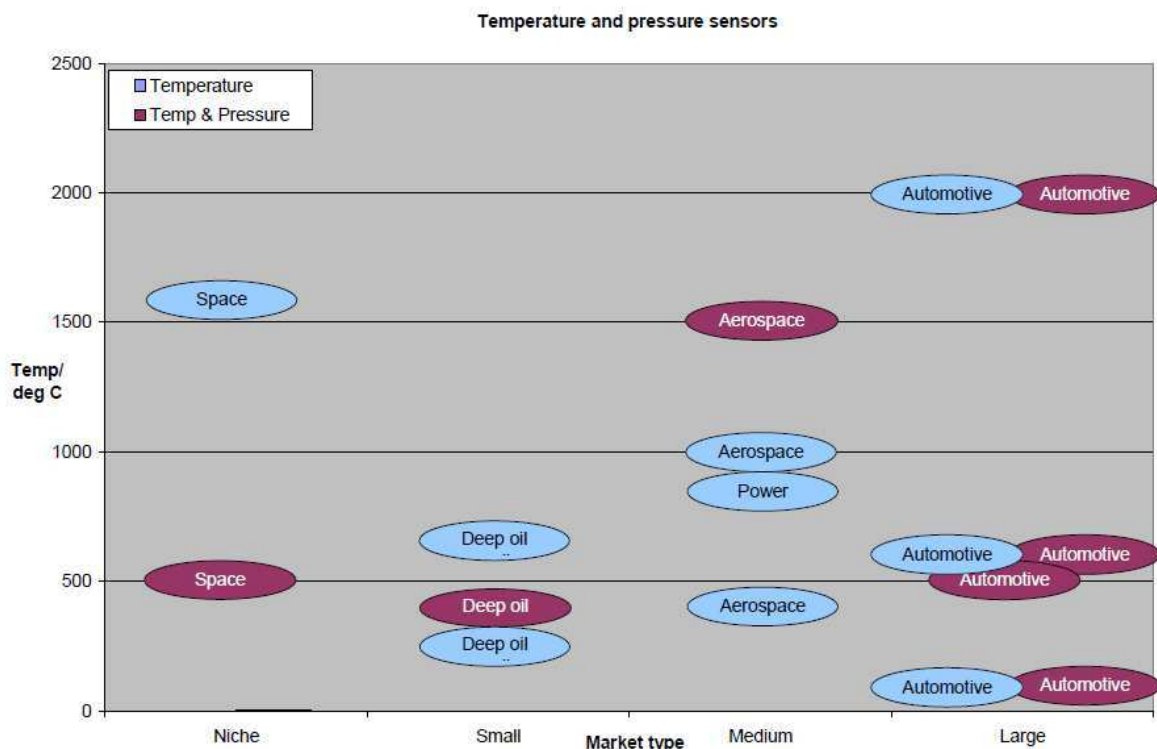 Temperature and pressure sensors
2500
Temperature
Temp & Pressure
2000
Automotive
Automotive
Space
1500
Aerospace
Temp/
deg C
1000
Aerospace
Power
Deep oil
Automotive
Automotive
500
Space
Automotive
Deep oil
Aerospace
Deep oil
Automotive
Automotive
0
Niche
Small
Market type
Medium
Large